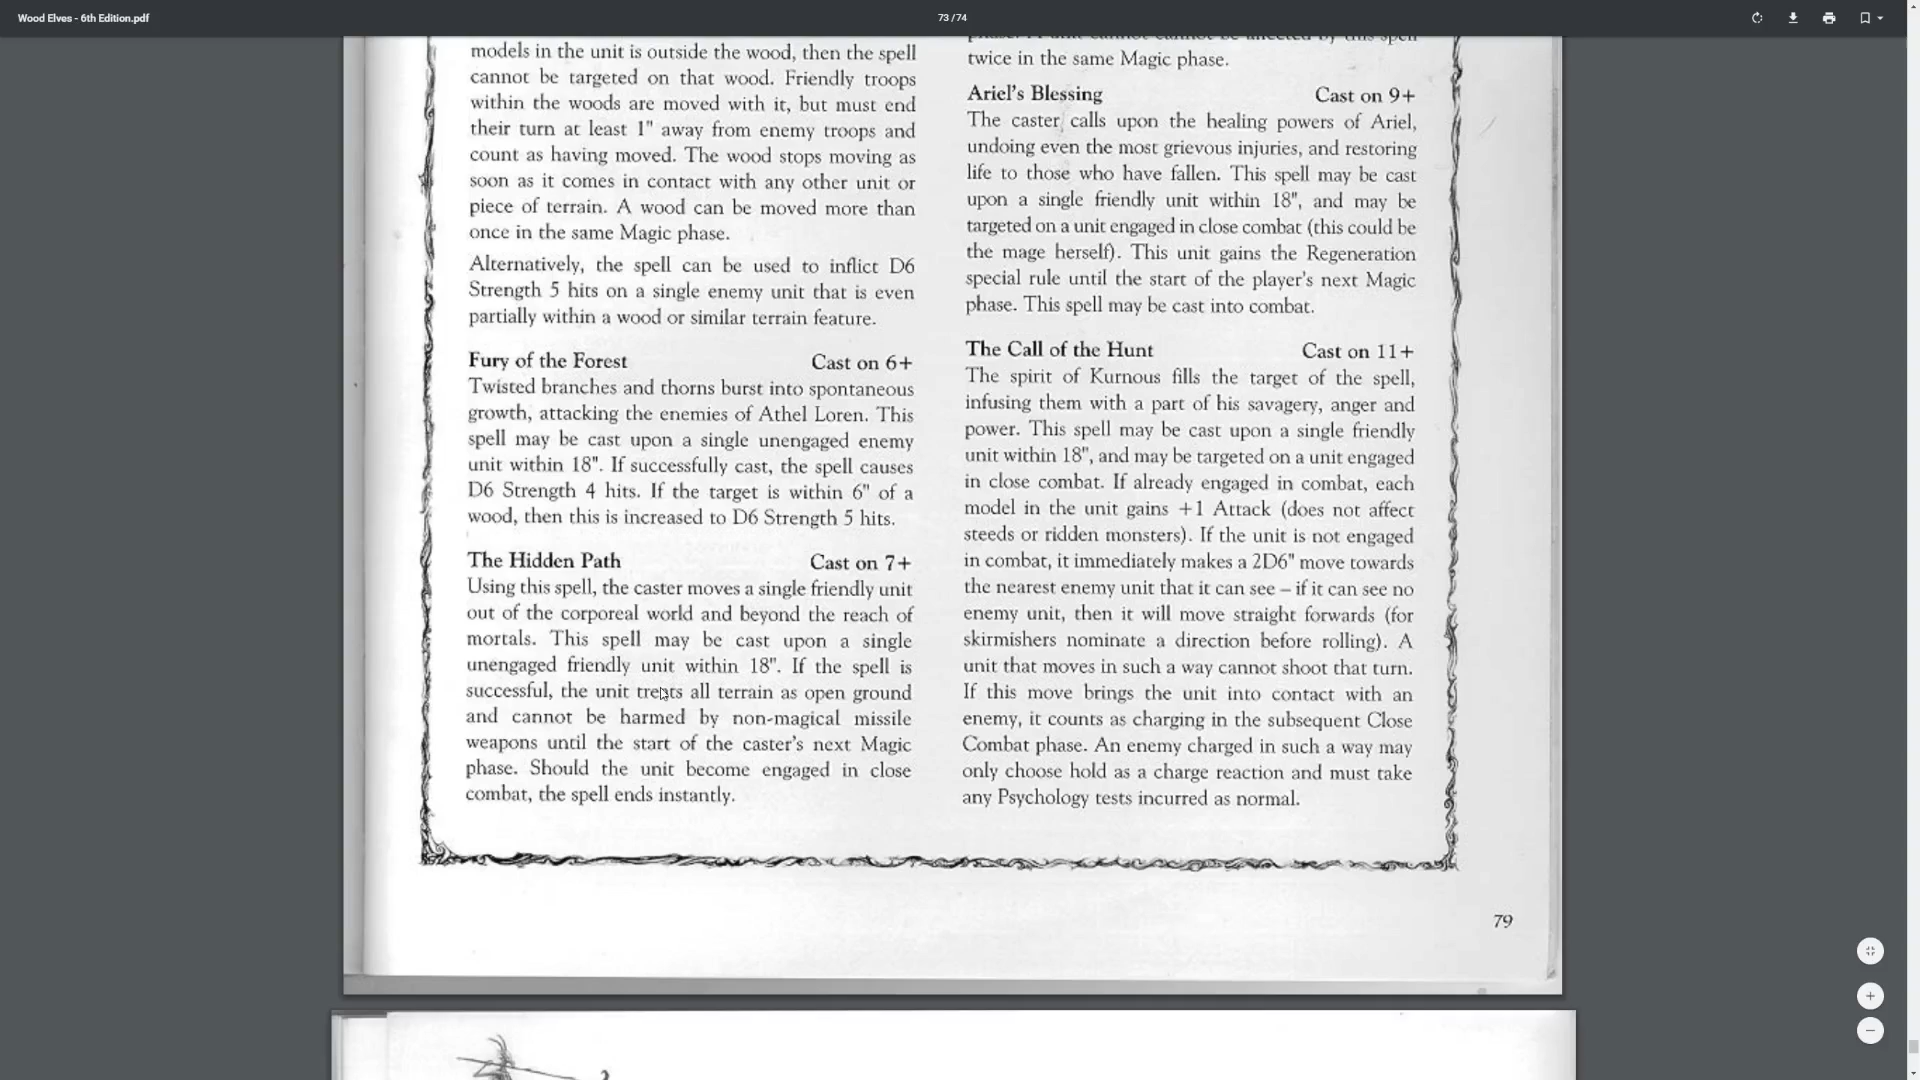 Wood Elves - 6th Edition.pdf
73 / 74
models in the unit is outside the wood, then the spell
cannot be targeted on that wood. Friendly troops
within the woods are moved with it, but must end
their turn at least 1" away from enemy troops and
count as having moved. The wood stops moving as
soon as it comes in contact with any other unit or
piece of terrain. A wood can be moved more than
once in the same Magic phase.
Alternatively, the spell can be used to inflict D6
Strength 5 hits on a single enemy unit that is even
partially within a wood or similar terrain feature.
Fury of the Forest Cast on 6+
Twisted branches and thorns burst into spontaneous
growth, attacking the enemies of Athel Loren. This
spell may be cast upon a single unengaged enemy
unit within 18". If successfully cast, the spell causes
D6 Strength 4 hits. If the target is within 6" of a
wood, then this is increased to D6 Strength 5 hits.
The Hidden Path Cast on 7+
Using this spell, the caster moves a single friendly unit
out of the corporeal world and beyond the reach of
mortals. This spell may be cast upon a single
unengaged friendly unit within 18". If the spell is
successful, the unit treats all terrain as open ground
and cannot be harmed by non-magical missile
weapons until the start of the caster's next Magic
phase. Should the unit become engaged in close
combat, the spell ends instantly.
twice in the same Magic phase.
Ariel's Blessing Cast on 9+
The caster calls upon the healing powers of Ariel,
undoing even the most grievous injuries, and restoring
life to those who have fallen. This spell may be cast
upon a single friendly unit within 18", and may be
targeted on a unit engaged in close combat (this could be
the mage herself). This unit gains the Regeneration
special rule until the start of the player's next Magic
phase. This spell may be cast into combat.
The Call of the Hunt Cast on 11+
The spirit of Kurnous fills the target of the spell,
infusing them with a part of his savagery, anger and
power. This spell may be cast upon a single friendly
unit within 18", and may be targeted on a unit engaged
in close combat. If already engaged in combat, each
model in the unit gains +1 Attack (does not affect
steeds or ridden monsters). If the unit is not engaged
in combat, it immediately makes a 2D6" move towards
the nearest enemy unit that it can see – if it can see no
enemy unit, then it will move straight forwards (for
skirmishers nominate a direction before rolling). A
unit that moves in such a way cannot shoot that turn.
If this move brings the unit into contact with an
enemy, it counts as charging in the subsequent Close
Combat phase. An enemy charged in such a way may
only choose hold as a charge reaction and must take
any Psychology tests incurred as normal.
79